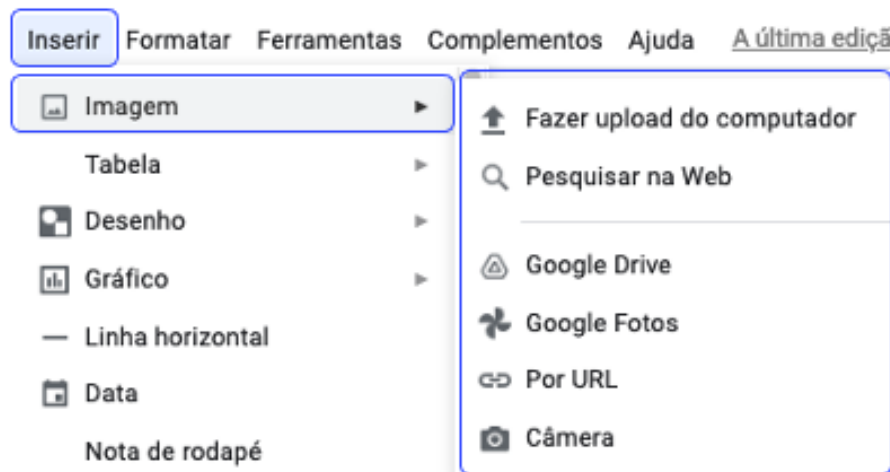 Inserir Formatar Ferramentas Complementos Ajuda A última ediçã
Imagem
Tabela
Desenho
Gráfico
Linha horizontal
Data
Nota de rodapé
Fazer upload do computador
Pesquisar na Web
Google Drive
Google Fotos
Por URL
Câmera